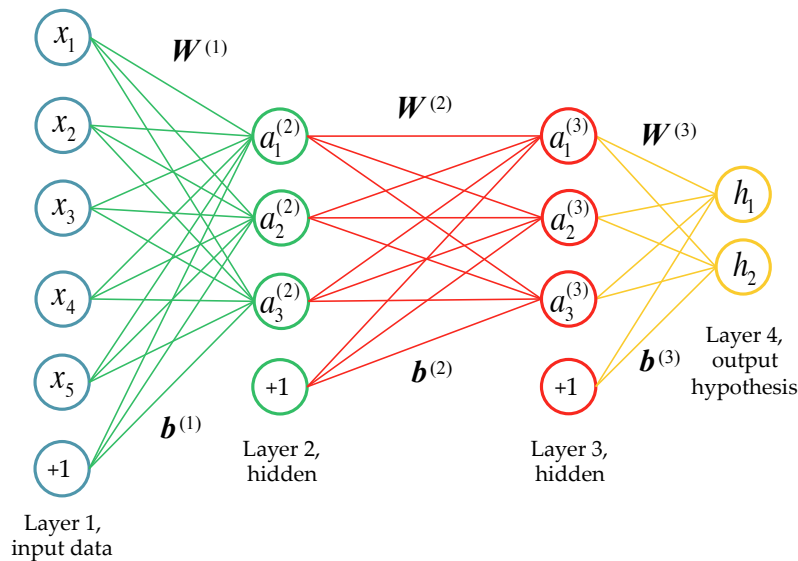 x₁
W⁽¹⁾
x₂
a₁⁽²⁾
W⁽²⁾
a₁⁽³⁾
W⁽³⁾
x₃
a₂⁽²⁾
a₂⁽³⁾
h₁
x₄
a₃⁽²⁾
a₃⁽³⁾
h₂
x₅
+1
b⁽²⁾
+1
b⁽³⁾
Layer 4,
output
hypothesis
+1
b⁽¹⁾
Layer 2,
hidden
Layer 3,
hidden
Layer 1,
input data